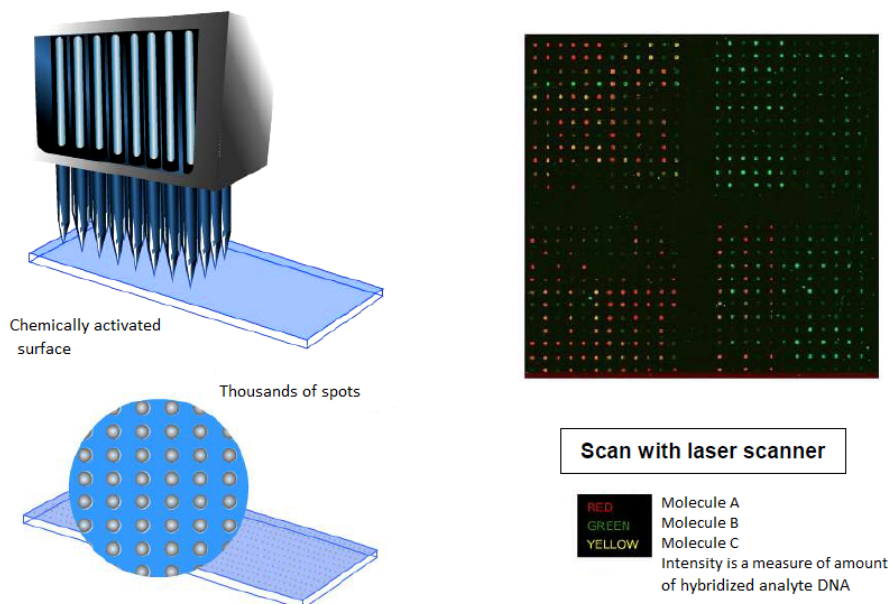 Chemically activated
surface
Thousands of spots
Scan with laser scanner
RED Molecule A
GREEN Molecule B
YELLOW Molecule C
Intensity is a measure of amount
of hybridized analyte DNA